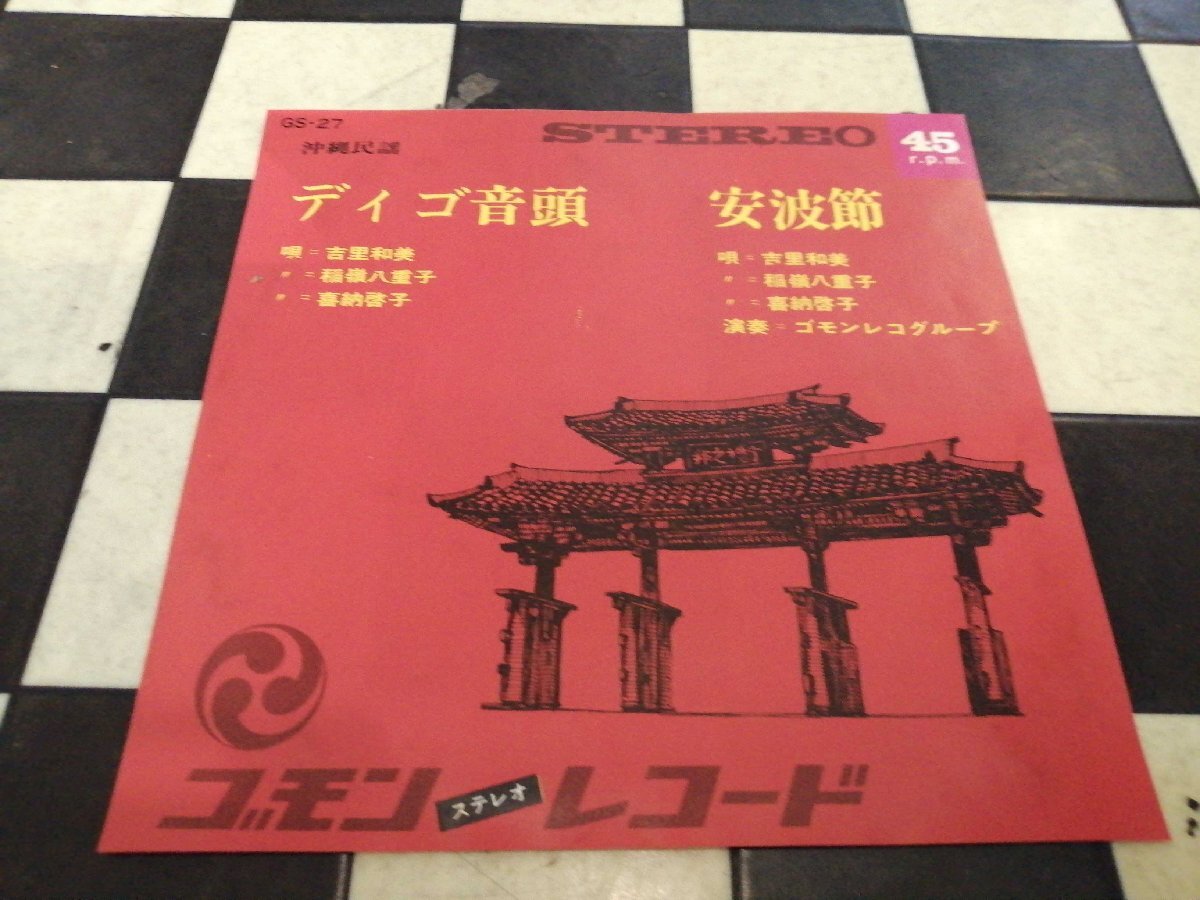 GS-27
沖縄民謡
STEREO
45
r.p.m.
デイゴ音頭
唄=吉里和美
〃=稲嶺八重子
〃=喜納啓子
安波節
唄=吉里和美
〃=稲嶺八重子
〃=喜納啓子
演奏=ゴモンレコグループ
ゴモン
ステレオ
レコード